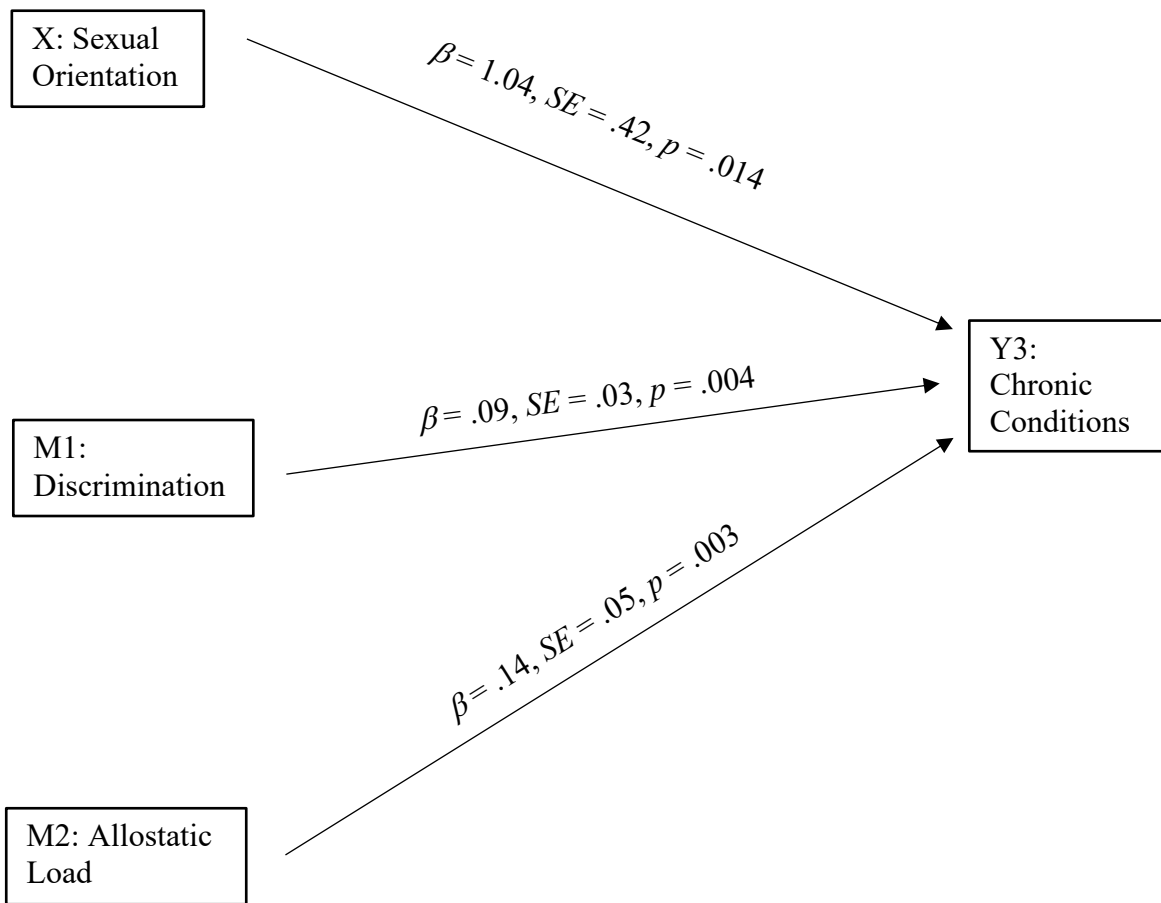 X: Sexual
Orientation
β = 1.04, SE = .42, p = .014
Y3:
Chronic
Conditions
β = .09, SE = .03, p = .004
M1:
Discrimination
β = .14, SE = .05, p = .003
M2: Allostatic
Load